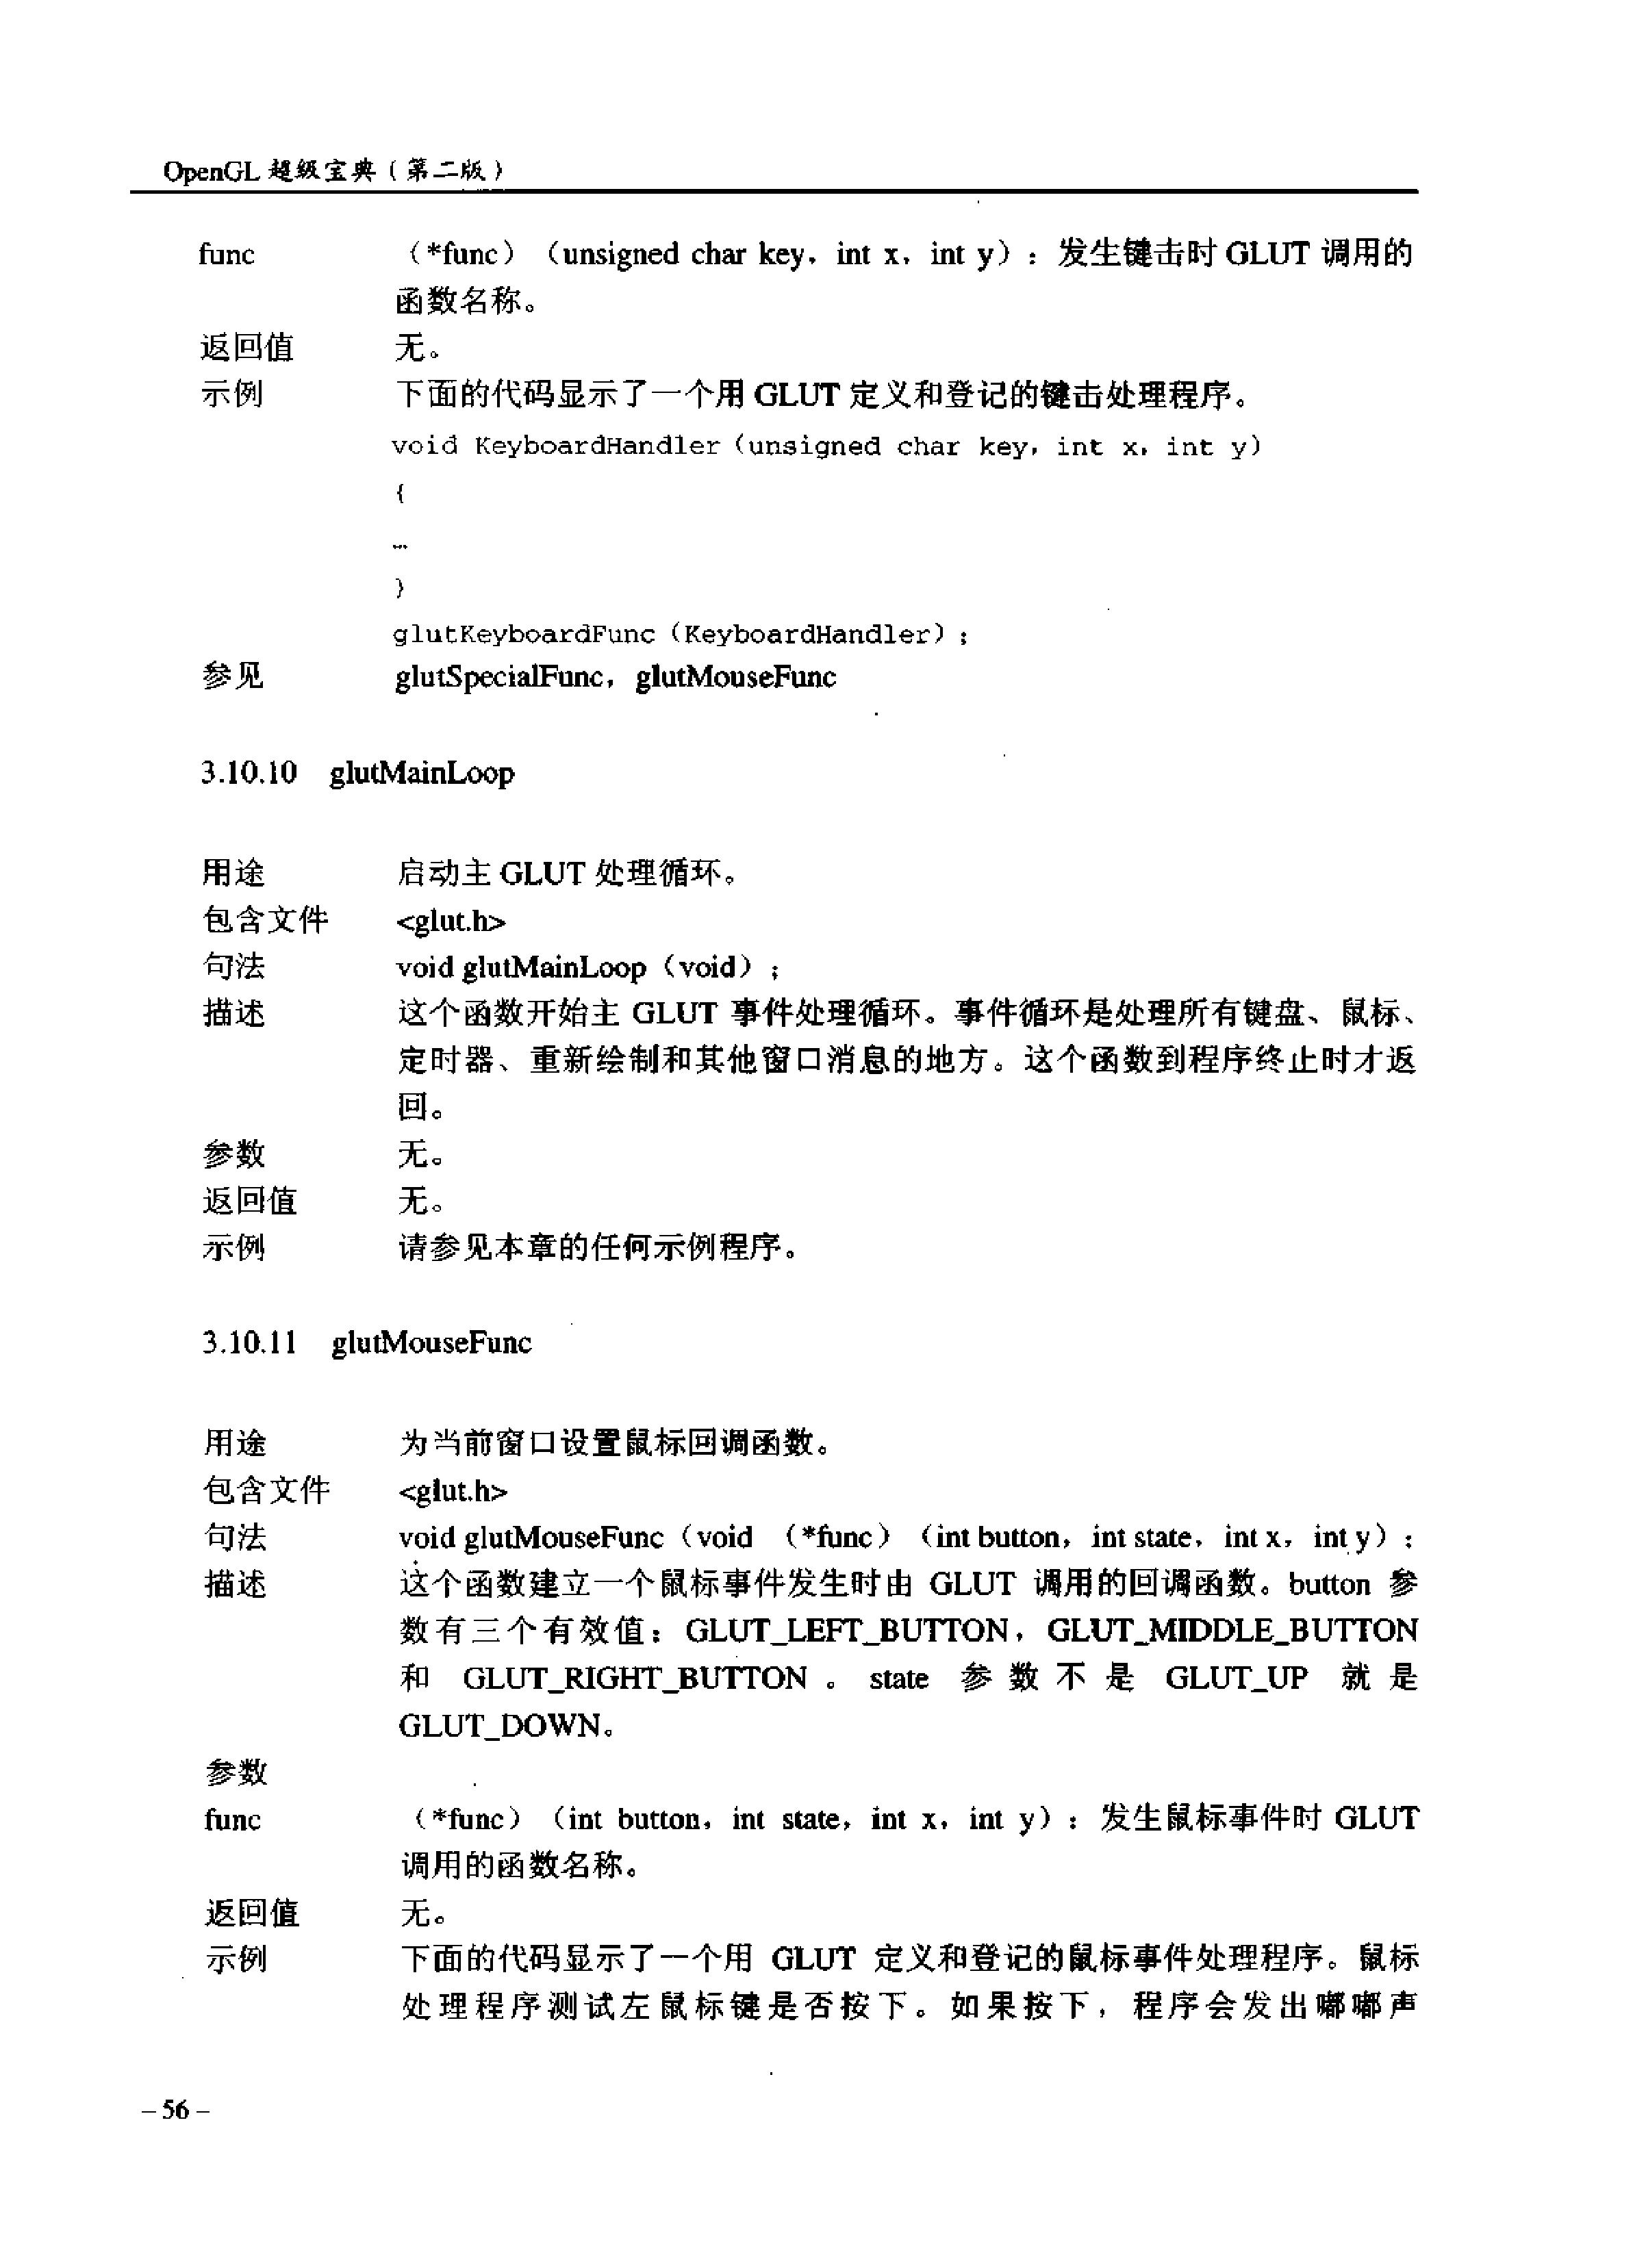 OpenGL 超级宝典（第二版）
func （*func）（unsigned char key，int x，int y）：发生键击时 GLUT 调用的
函数名称。
返回值 无。
示例 下面的代码显示了一个用 GLUT 定义和登记的键击处理程序。
void KeyboardHandler（unsigned char key，int x，int y）
{
…
}
glutKeyboardFunc（KeyboardHandler）；
参见 glutSpecialFunc，glutMouseFunc
3.10.10 glutMainLoop
用途 启动主 GLUT 处理循环。
包含文件 <glut.h>
句法 void glutMainLoop（void）；
描述 这个函数开始主 GLUT 事件处理循环。事件循环是处理所有键盘、鼠标、
定时器、重新绘制和其他窗口消息的地方。这个函数到程序终止时才返
回。
参数 无。
返回值 无。
示例 请参见本章的任何示例程序。
3.10.11 glutMouseFunc
用途 为当前窗口设置鼠标回调函数。
包含文件 <glut.h>
句法 void glutMouseFunc（void （*func）（int button，int state，int x，int y）；
描述 这个函数建立一个鼠标事件发生时由 GLUT 调用的回调函数。button 参
数有三个有效值：GLUT_LEFT_BUTTON，GLUT_MIDDLE_BUTTON
和 GLUT_RIGHT_BUTTON 。 state 参数不是 GLUT_UP 就是
GLUT_DOWN。
参数
func （*func）（int button，int state，int x，int y）：发生鼠标事件时 GLUT
调用的函数名称。
返回值 无。
示例 下面的代码显示了一个用 GLUT 定义和登记的鼠标事件处理程序。鼠标
处理程序测试左鼠标键是否按下。如果按下，程序会发出嘟嘟声
– 56 –